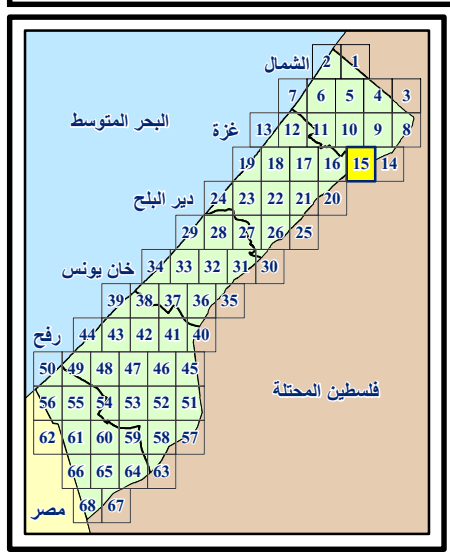 الشمال
2 1
7 6 5 4 3
البحر المتوسط
غزة
13 12 11 10 9 8
19 18 17 16 15 14
دير البلح
24 23 22 21 20
29 28 27 26 25
خان يونس
34 33 32 31 30
39 38 37 36 35
رفح
44 43 42 41 40
50 49 48 47 46 45
فلسطين المحتلة
56 55 54 53 52 51
62 61 60 59 58 57
66 65 64 63
مصر
68 67